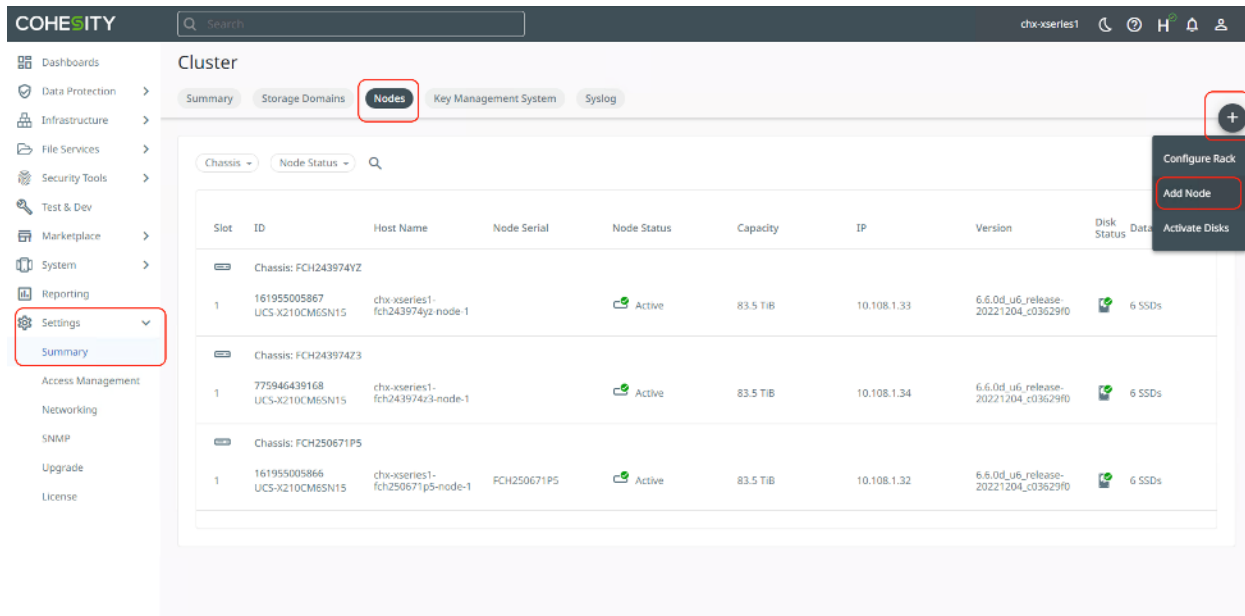 COHESITY
Search
chx-xseries1
H
Dashboards
Data Protection
Infrastructure
File Services
Security Tools
Test & Dev
Marketplace
System
Reporting
Settings
Summary
Access Management
Networking
SNMP
Upgrade
License
Cluster
Summary Storage Domains Nodes Key Management System Syslog
+
Configure Rack
Add Node
Activate Disks
Chassis Node Status
Slot ID Host Name Node Serial Node Status Capacity IP Version Disk Status Data
Chassis: FCH243974YZ
1 161955005867 chx-xseries1- Active 83.5 TiB 10.108.1.33 6.6.0d_u6_release- 6 SSDs
UCS-X210CM6SN15 fch243974yz-node-1 20221204_c03629f0
Chassis: FCH243974Z3
1 775946439168 chx-xseries1- Active 83.5 TiB 10.108.1.34 6.6.0d_u6_release- 6 SSDs
UCS-X210CM6SN15 fch243974z3-node-1 20221204_c03629f0
Chassis: FCH250671P5
1 161955005866 chx-xseries1- FCH250671P5 Active 83.5 TiB 10.108.1.32 6.6.0d_u6_release- 6 SSDs
UCS-X210CM6SN15 fch250671p5-node-1 20221204_c03629f0